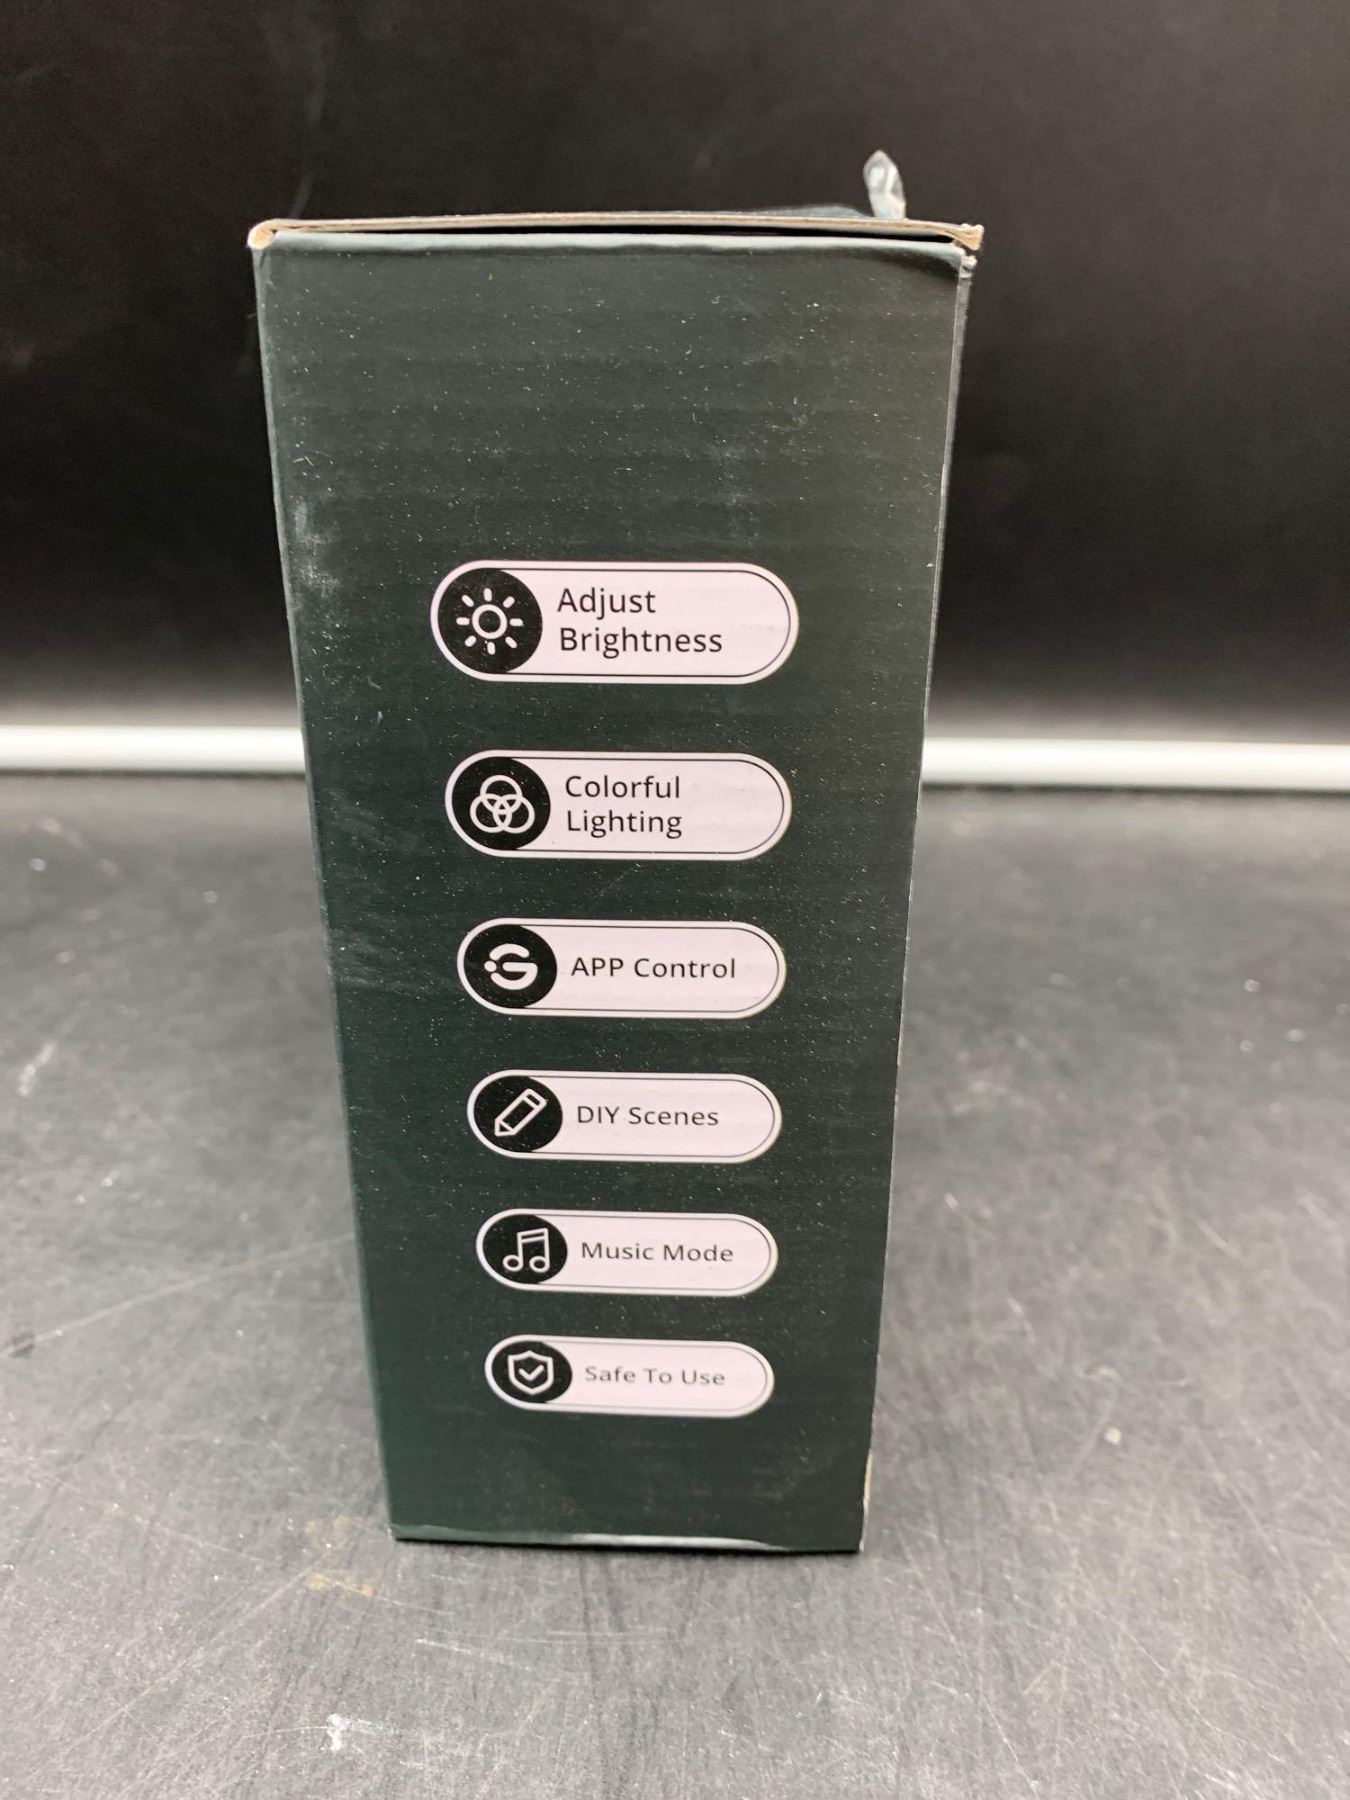 Adjust
Brightness
Colorful
Lighting
APP Control
DIY Scenes
Music Mode
Safe To Use